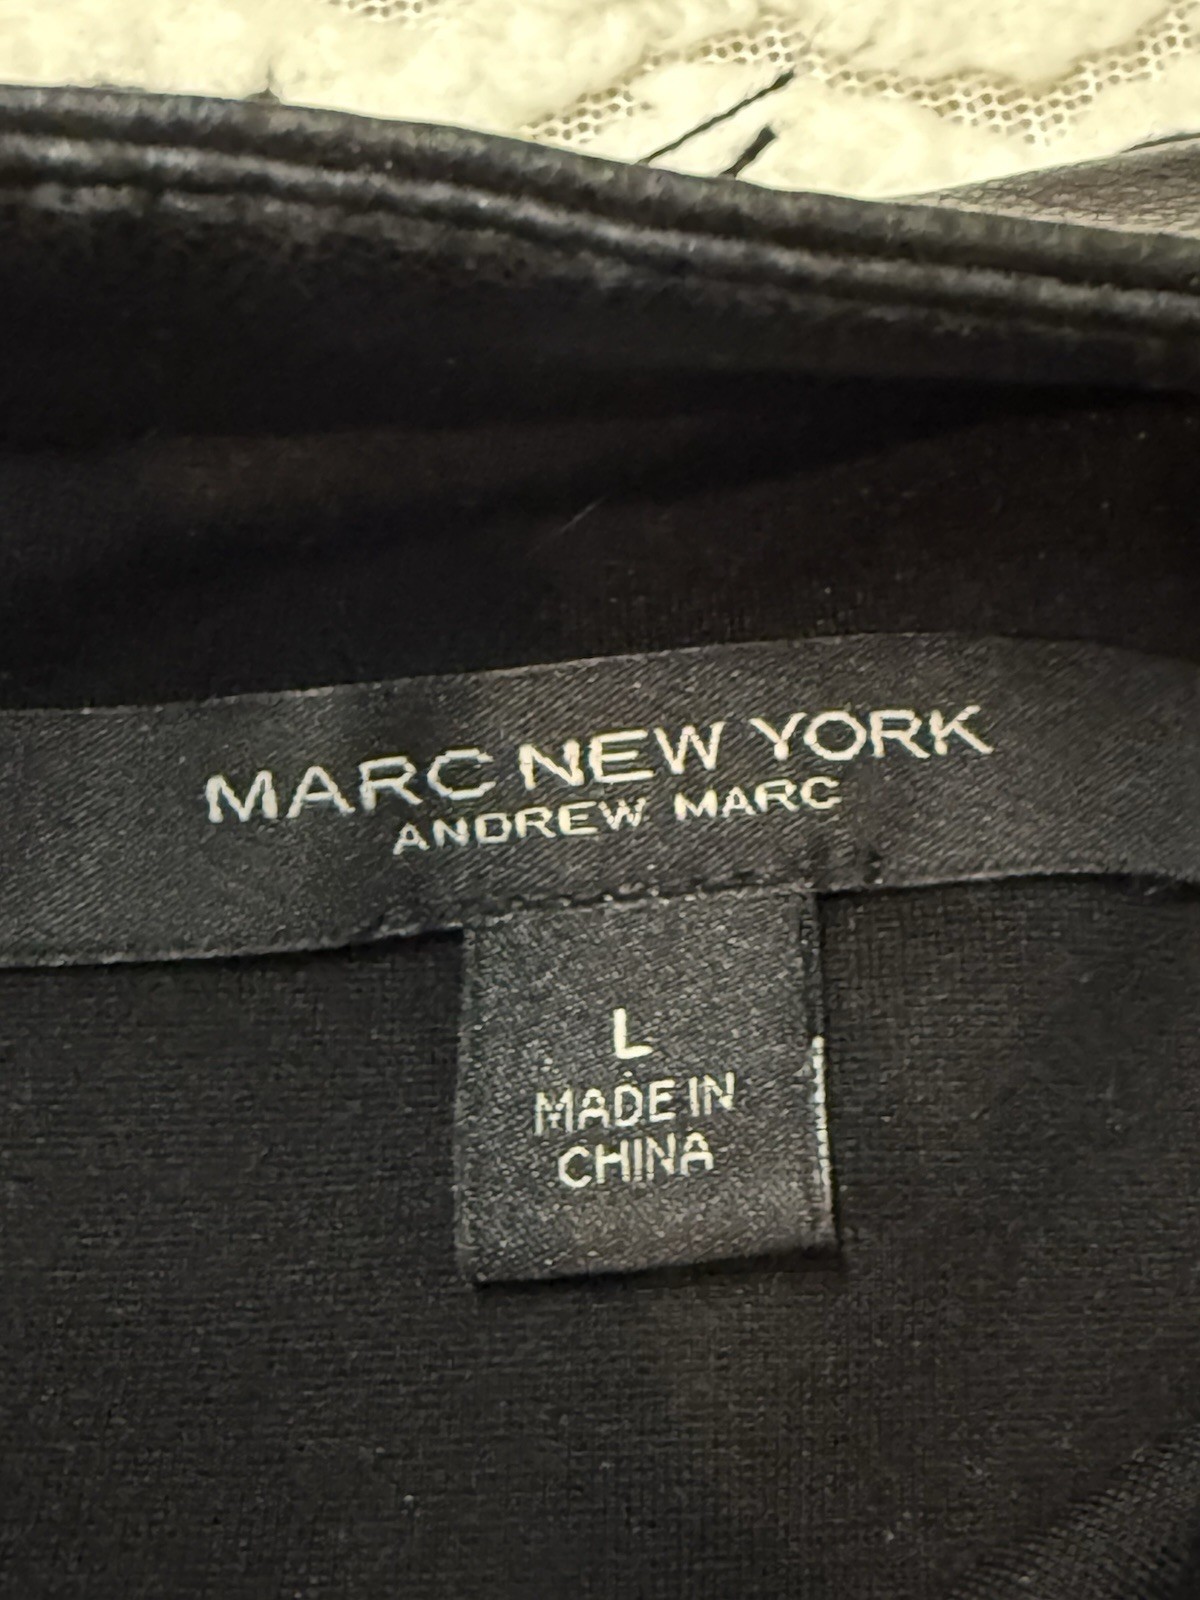 MARC NEW YORK
ANDREW MARC
L
MADE IN
CHINA